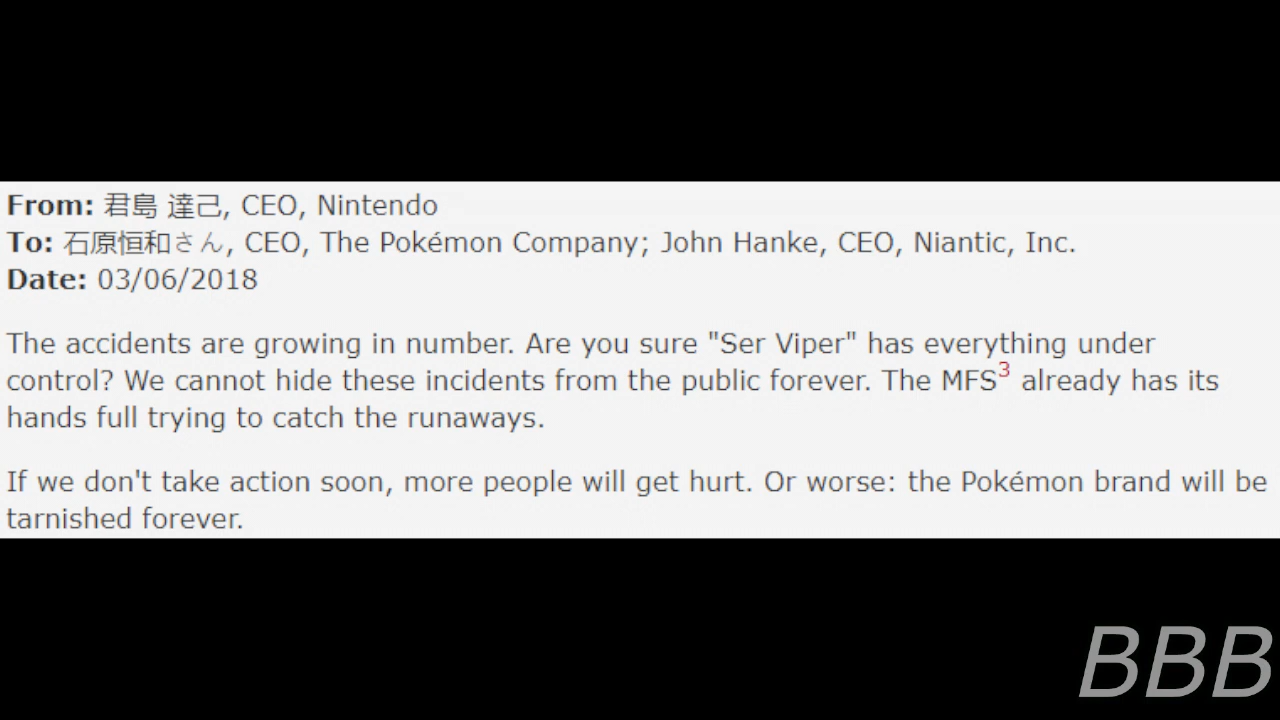 From: 君島 達己, CEO, Nintendo
To: 石原恒和さん, CEO, The Pokémon Company; John Hanke, CEO, Niantic, Inc.
Date: 03/06/2018
The accidents are growing in number. Are you sure "Ser Viper" has everything under
control? We cannot hide these incidents from the public forever. The MFS3 already has its
hands full trying to catch the runaways.
If we don't take action soon, more people will get hurt. Or worse: the Pokémon brand will be
tarnished forever.
BBB